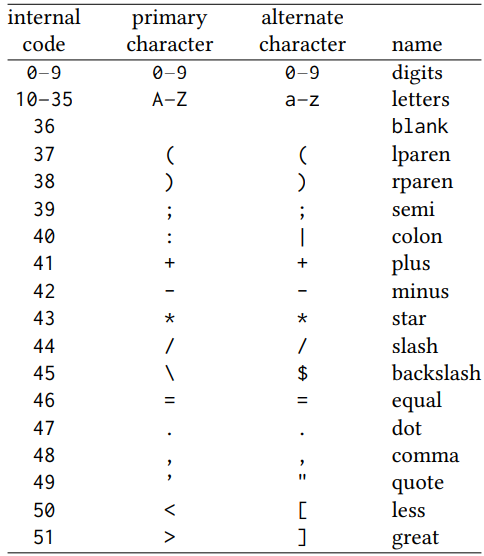 internal primary alternate
code character character name
0–9 0–9 0–9 digits
10–35 A–Z a–z letters
36 blank
37 ( ( lparen
38 ) ) rparen
39 ; ; semi
40 : | colon
41 + + plus
42 - - minus
43 * * star
44 / / slash
45 \ $ backslash
46 = = equal
47 . . dot
48 , , comma
49 ’ " quote
50 < [ less
51 > ] great